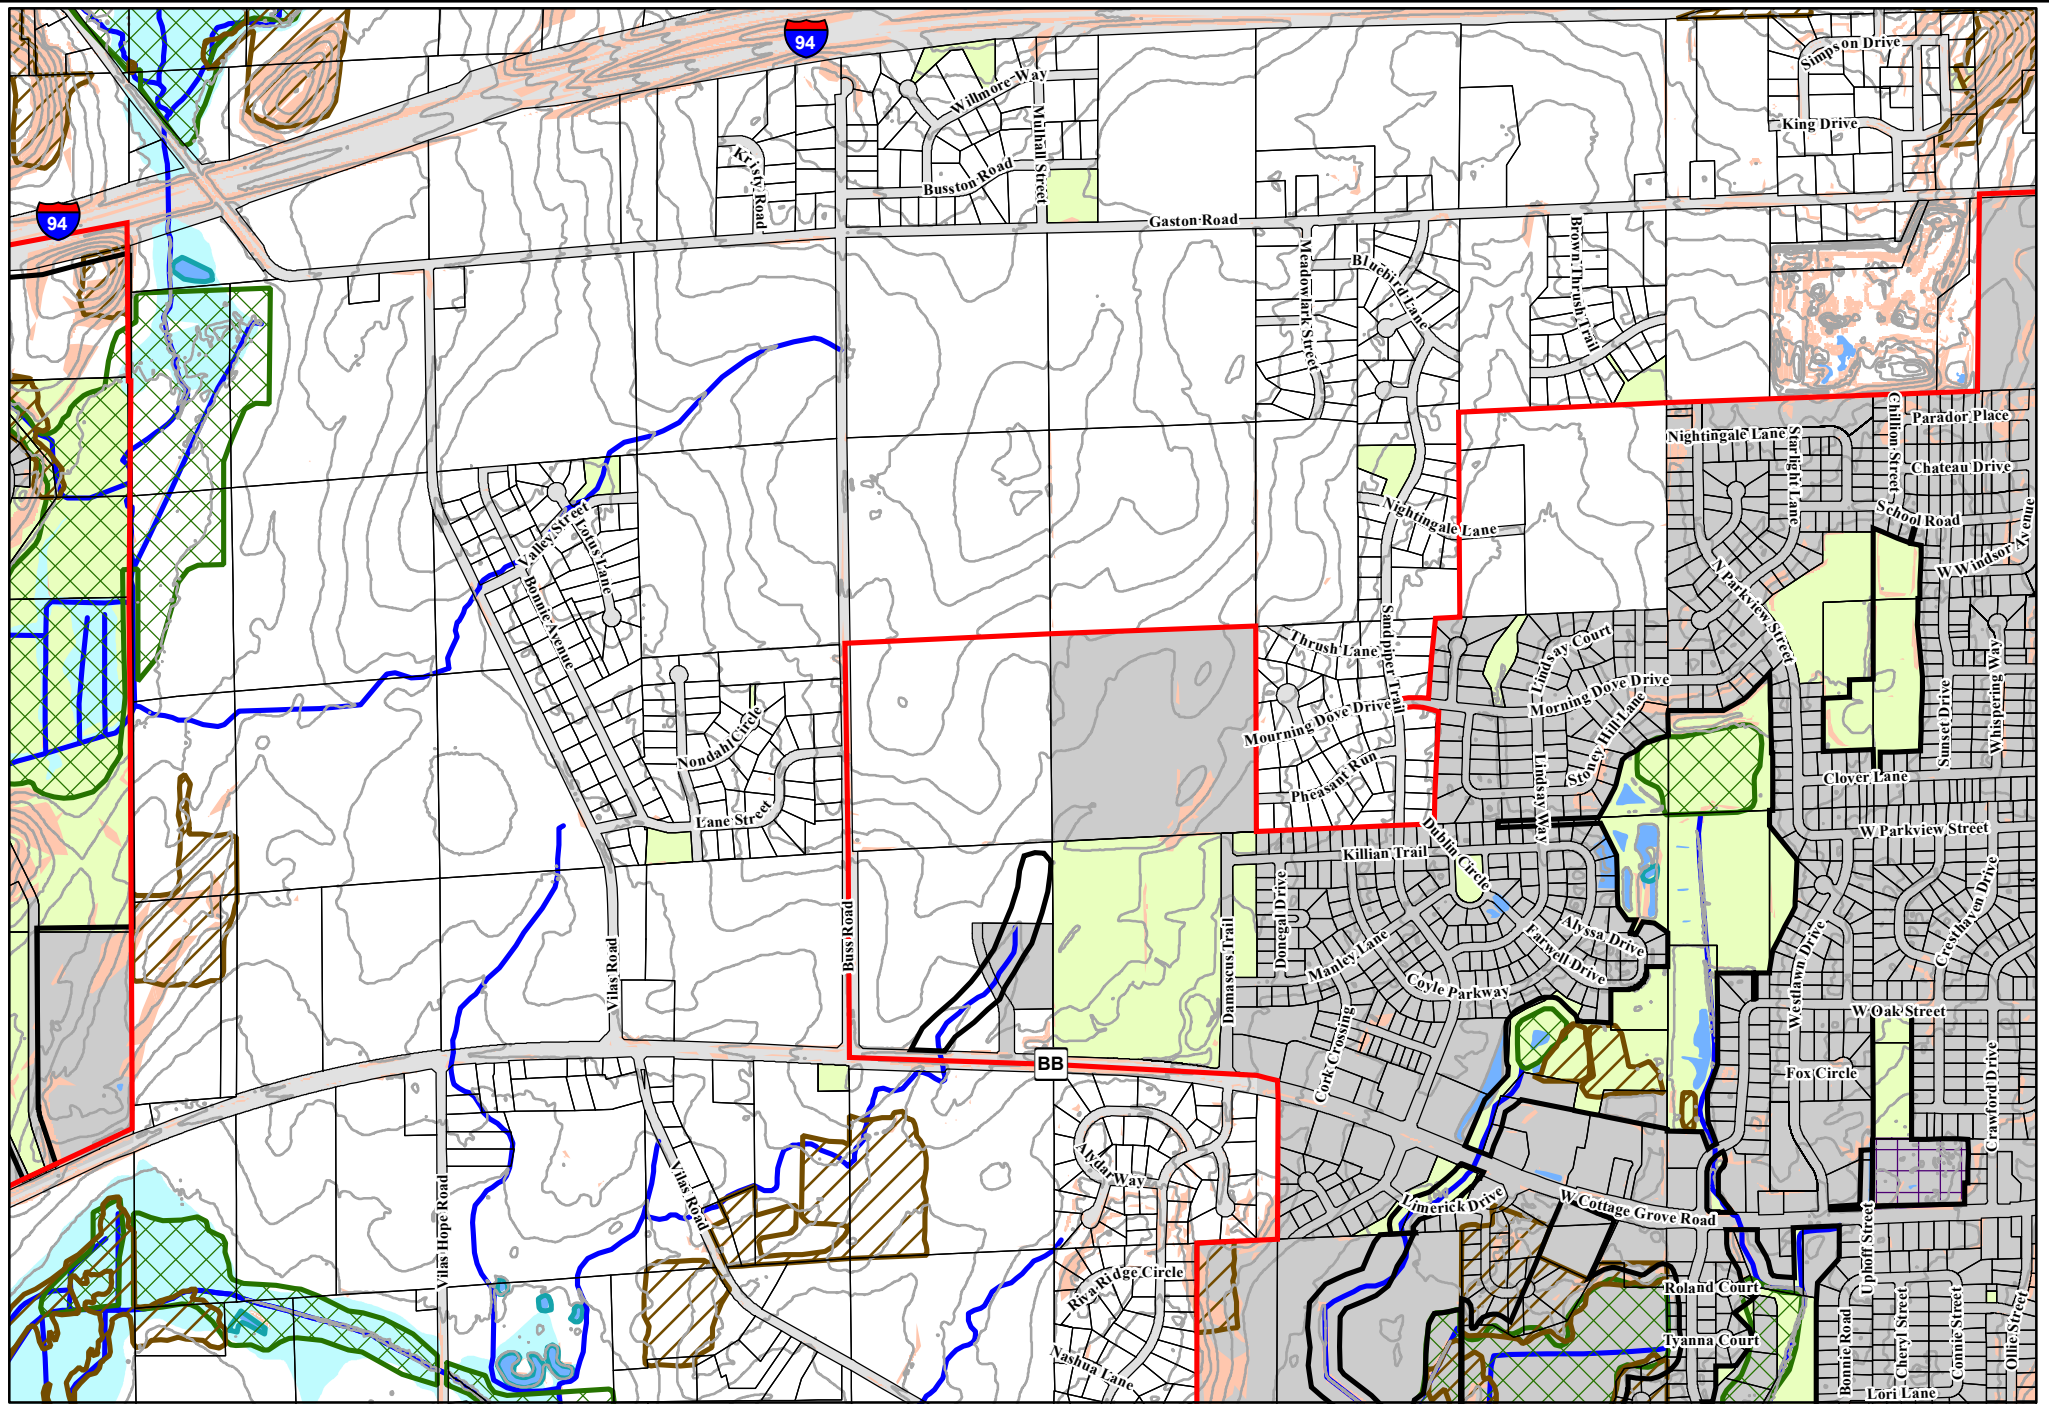 94
Simpson Drive
Willmore Way
Mulhall Street
King Drive
Kristy Road
Busston Road
94
Gaston Road
Meadowlark Street
Bluebird Lane
Brown Thrush Trail
Chillon Street
Parador Place
Nightingale Lane
Starlight Lane
Chateau Drive
Nightingale Lane
School Road
Valley Street
Lotus Lane
Bonnie Avenue
W Windsor Avenue
N Parkview Street
Sandpiper Trail
Thrush Lane
Lindsay Court
Morning Dove Drive
Mourning Dove Drive
Stoney Hill Lane
Sunset Drive
Whispering Way
Nondahl Circle
Pheasant Run
Lindsay Way
Clover Lane
Lane Street
Dublin Circle
Killian Trail
W Parkview Street
Buss Road
Vilas Road
Damascus Trail
Donegal Drive
Manley Lane
Coyle Parkway
Alyssa Drive
Farwell Drive
Westlawn Drive
Cresthaven Drive
W Oak Street
Cork Crossing
BB
Fox Circle
Crawford Drive
Alydar Way
Vilas Road
Vilas Hope Road
Limerick Drive
W Cottage Grove Road
Uphoff Street
Riva Ridge Circle
Roland Court
Nashua Lane
Tyanna Court
Bonnie Road
Cheryl Street
Connie Street
Ollie Street
Lori Lane